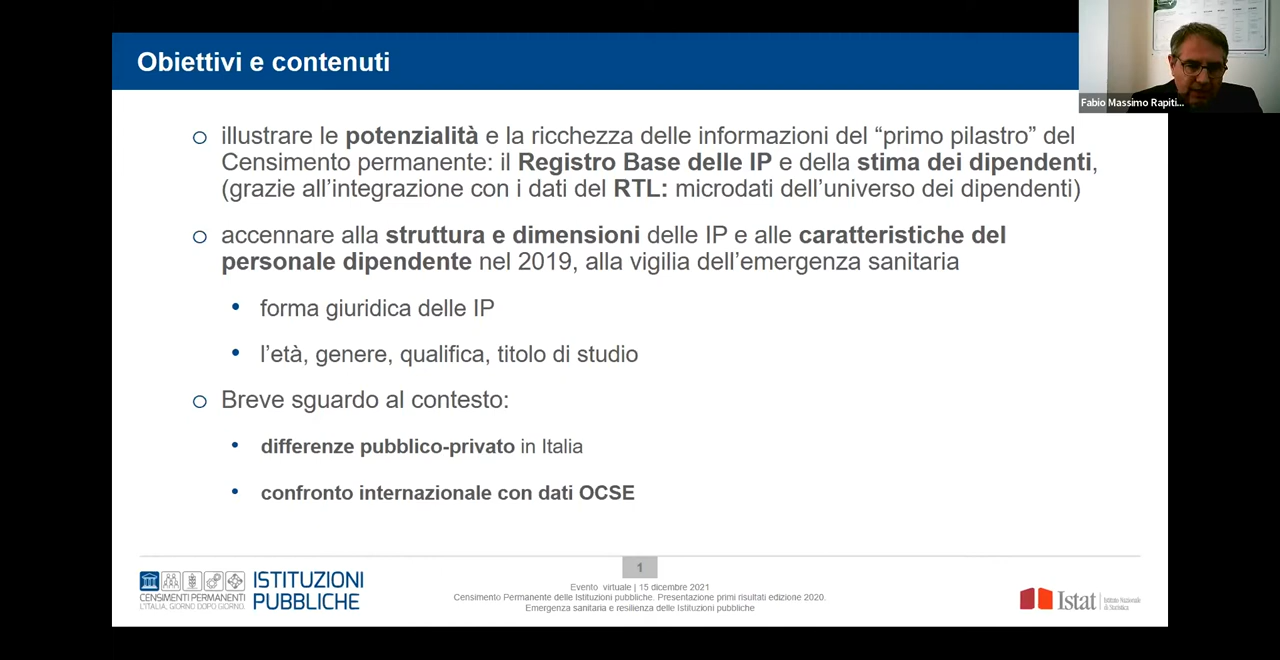 Obiettivi e contenuti
Fabio Massimo Rapiti...
illustrare le potenzialità e la ricchezza delle informazioni del “primo pilastro” del
Censimento permanente: il Registro Base delle IP e della stima dei dipendenti,
(grazie all’integrazione con i dati del RTL: microdati dell’universo dei dipendenti)
accennare alla struttura e dimensioni delle IP e alle caratteristiche del
personale dipendente nel 2019, alla vigilia dell’emergenza sanitaria
forma giuridica delle IP
l’età, genere, qualifica, titolo di studio
Breve sguardo al contesto:
differenze pubblico-privato in Italia
confronto internazionale con dati OCSE
1
CENSIMENTI PERMANENTI
L'ITALIA, GIORNO DOPO GIORNO.
ISTITUZIONI
PUBBLICHE
Evento virtuale | 15 dicembre 2021
Censimento Permanente delle Istituzioni pubbliche. Presentazione primi risultati edizione 2020.
Emergenza sanitaria e resilienza delle Istituzioni pubbliche
Istat
Istituto Nazionale
di Statistica